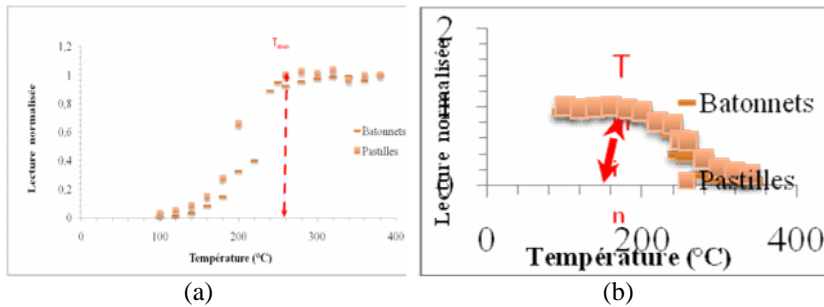 1,2
1
0,8
0,6
0,4
0,2
0
0 100 200 300 400
Lecture normalisée
Température (°C)
T
Batonnets
Pastilles
(a)
2
0
0 200 400
Lecture normalisée
Température (°C)
T
n
Batonnets
Pastilles
(b)